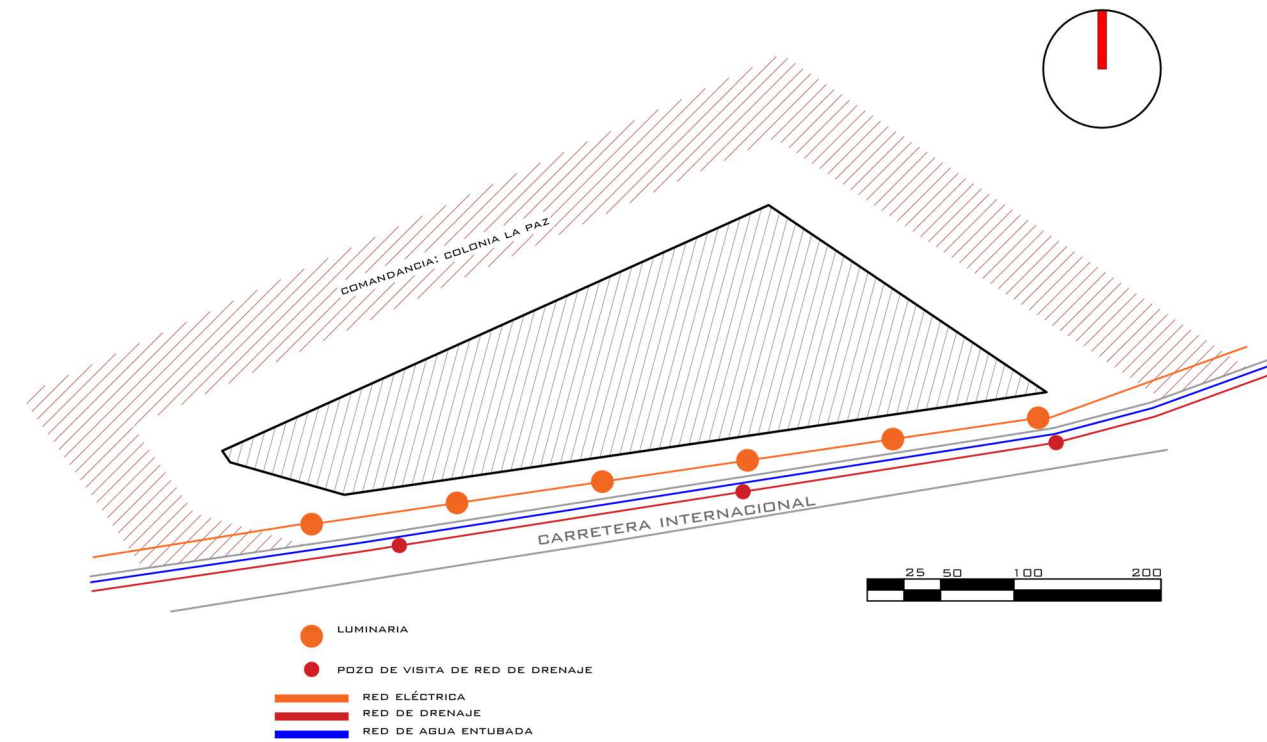 COMANDANCIA: COLONIA LA PAZ
CARRETERA INTERNACIONAL
25 50 100 200
LUMINARIA
POZO DE VISITA DE RED DE DRENAJE
RED ELÉCTRICA
RED DE DRENAJE
RED DE AGUA ENTUBADA